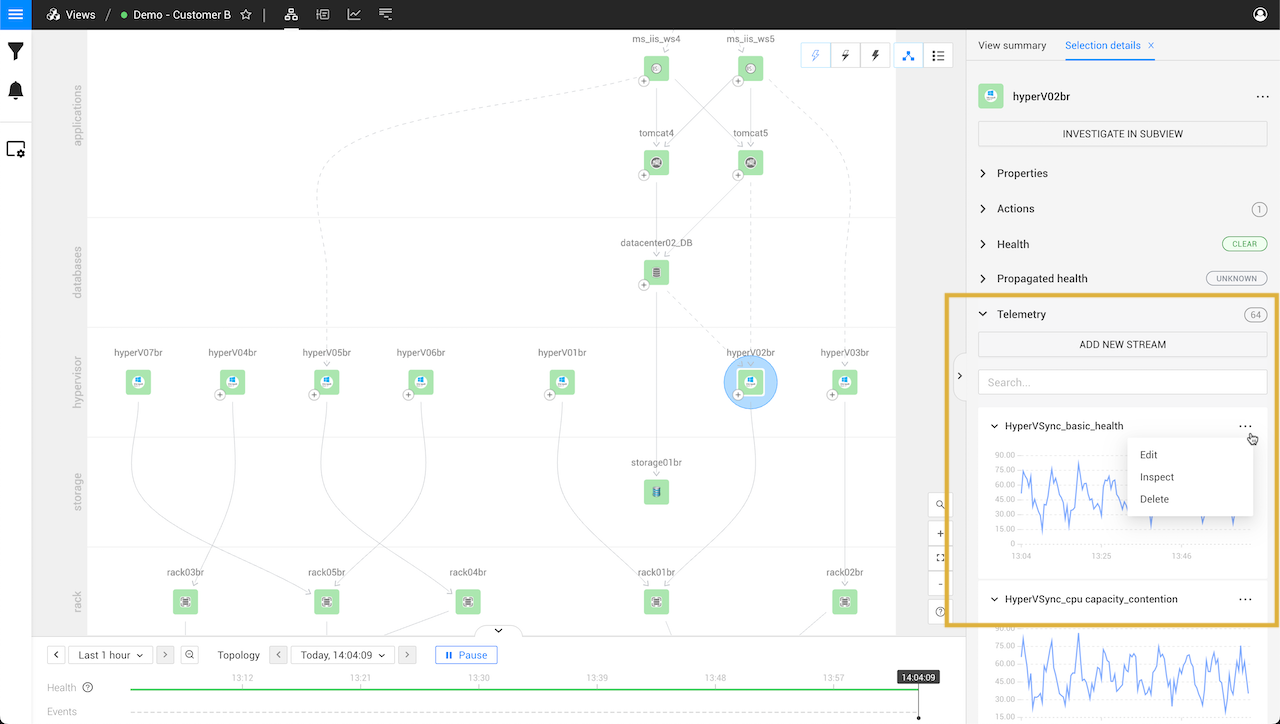 Views / Demo - Customer B
View summary
Selection details ×
hyperV02br
INVESTIGATE IN SUBVIEW
Properties
Actions 1
Health CLEAR
Propagated health UNKNOWN
Telemetry 64
ADD NEW STREAM
Search...
HyperVSync_basic_health
Edit
Inspect
Delete
90.00
75.00
60.00
45.00
30.00
15.00
0
13:04 13:25 13:46
HyperVSync_cpu capacity_contention
90.00
75.00
60.00
45.00
30.00
15.00
applications
ms_iis_ws4 ms_iis_ws5
tomcat4 tomcat5
databases
datacenter02_DB
hypervisor
hyperV07br hyperV04br hyperV05br hyperV06br hyperV01br hyperV02br hyperV03br
storage
storage01br
rack
rack03br rack05br rack04br rack01br rack02br
Last 1 hour
Topology
Today, 14:04:09
Pause
13:12 13:21 13:30 13:39 13:48 13:57 14:04:09
Health
Events